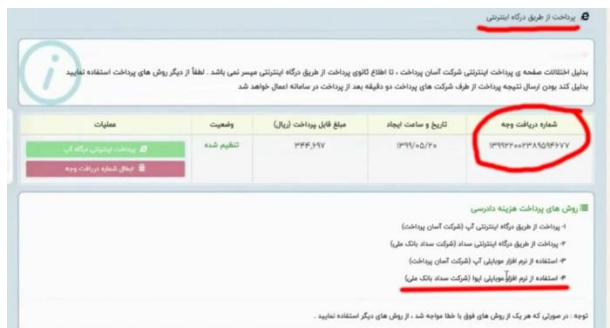 پرداخت از طریق درگاه اینترنتی
بدلیل اختلالات صفحه ی پرداخت اینترنتی شرکت آسان پرداخت ، تا اطلاع ثانوی پرداخت از طریق درگاه اینترنتی میسر نمی باشد . لطفاً از دیگر روش های پرداخت استفاده نمایید
بدلیل کند بودن ارسال نتیجه پرداخت از طرف شرکت های پرداخت دو دقیقه بعد از پرداخت در سامانه اعمال خواهد شد
شماره دریافت وجه تاریخ و ساعت ایجاد مبلغ قابل پرداخت (ریال) وضعیت عملیات
۱۳۹۹۲۲۰۰۲۳۸۹۵۹۴۶۷۷ ۱۳۹۹/۰۵/۲۰ ۳۴۴,۶۹۷ تنظیم شده پرداخت اینترنتی درگاه آپ
ابطال شماره دریافت وجه
روش های پرداخت هزینه دادرسی
۱- پرداخت از طریق درگاه اینترنتی آپ (شرکت آسان پرداخت)
۲- پرداخت از طریق درگاه اینترنتی سداد (شرکت سداد بانک ملی)
۳- استفاده از نرم افزار موبایلی آپ (شرکت آسان پرداخت)
۴- استفاده از نرم افزار موبایلی ایوا (شرکت سداد بانک ملی)
توجه : در صورتی که هر یک از روش های فوق با خطا مواجه شد ، از روش های دیگر استفاده نمایید .